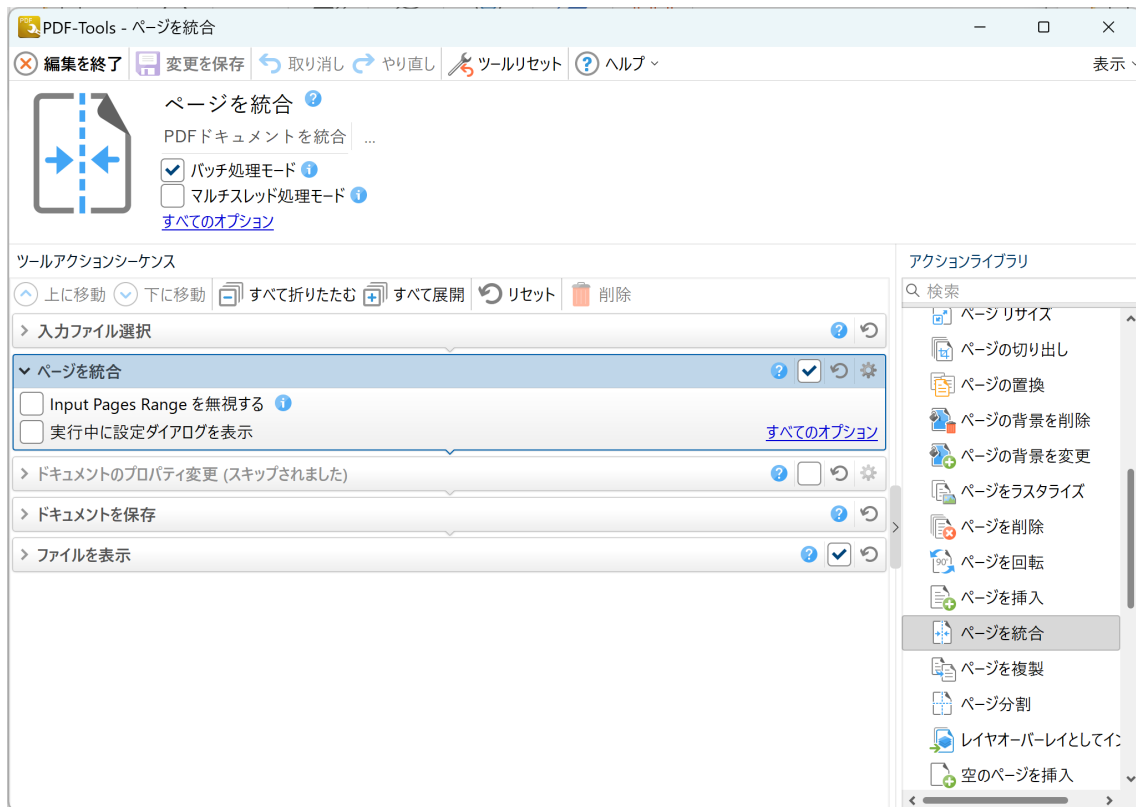 PDF-Tools - ページを統合
編集を終了 変更を保存 取り消し やり直し ツールリセット ヘルプ 表示
ページを統合
PDFドキュメントを統合 ...
バッチ処理モード
マルチスレッド処理モード
すべてのオプション
ツールアクションシーケンス
上に移動 下に移動 すべて折りたたむ すべて展開 リセット 削除
入力ファイル選択
ページを統合
Input Pages Range を無視する
実行中に設定ダイアログを表示 すべてのオプション
ドキュメントのプロパティ変更 (スキップされました)
ドキュメントを保存
ファイルを表示
アクションライブラリ
検索
ページ リサイズ
ページの切り出し
ページの置換
ページの背景を削除
ページの背景を変更
ページをラスタライズ
ページを削除
ページを回転
ページを挿入
ページを統合
ページを複製
ページ分割
レイヤオーバーレイとしてイン
空のページを挿入